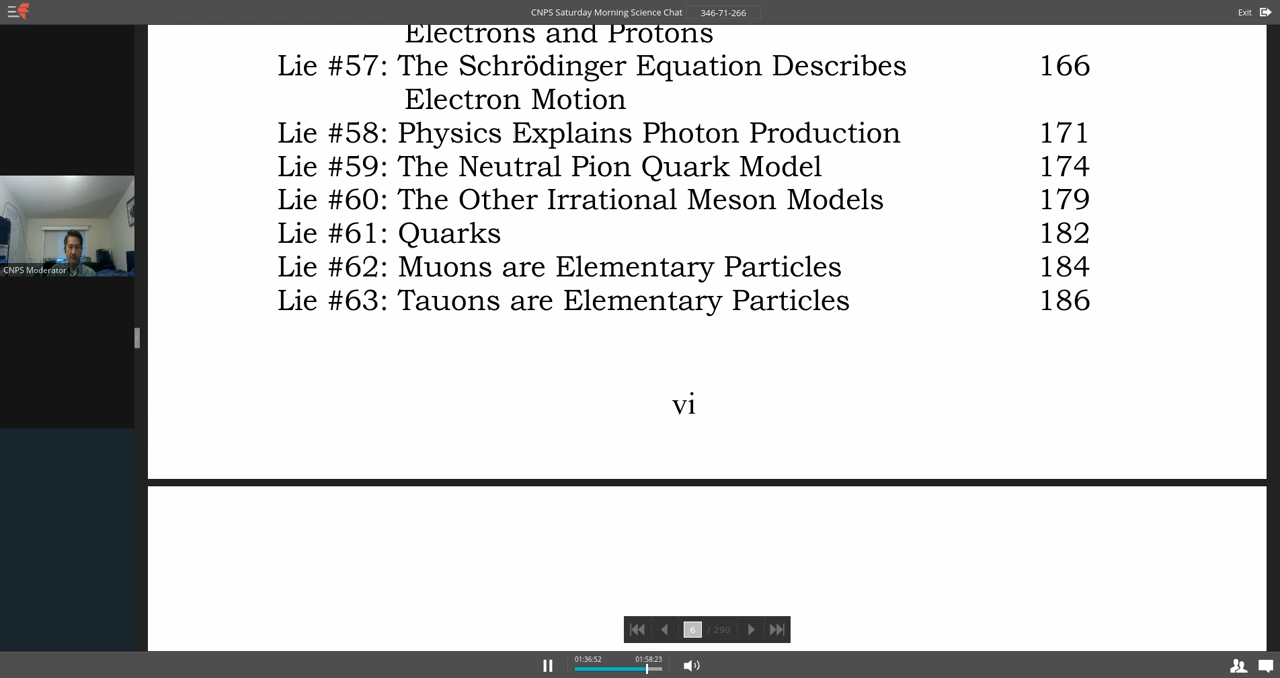 CNPS Saturday Morning Science Chat 346-71-266 Exit
Electrons and Protons
Lie #57: The Schrödinger Equation Describes 166
Electron Motion
Lie #58: Physics Explains Photon Production 171
Lie #59: The Neutral Pion Quark Model 174
Lie #60: The Other Irrational Meson Models 179
Lie #61: Quarks 182
Lie #62: Muons are Elementary Particles 184
Lie #63: Tauons are Elementary Particles 186
CNPS Moderator
vi
6 / 290
01:36:52 01:58:23